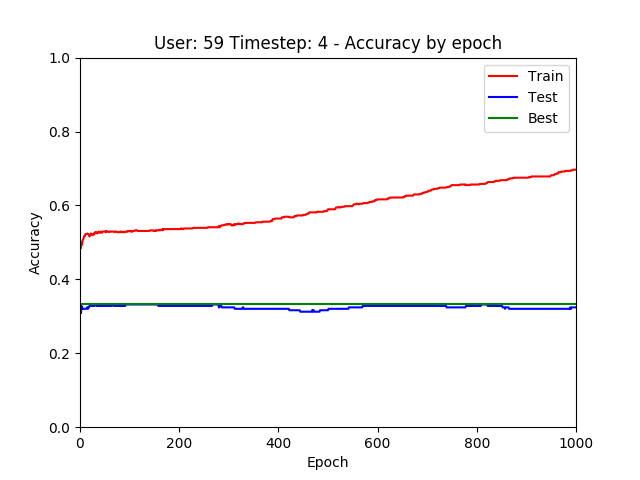 User: 59 Timestep: 4 - Accuracy by epoch
1.0
0.8
0.6
0.4
0.2
0.0
Accuracy
Train
Test
Best
0 200 400 600 800 1000
Epoch